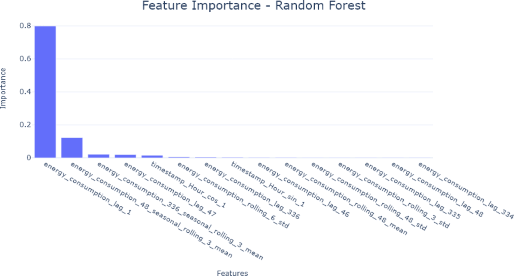 Feature Importance - Random Forest
0.8
0.6
0.4
0.2
0
Importance
energy_consumption_lag_1
energy_consumption_48_seasonal_rolling_3_mean
energy_consumption_336_seasonal_rolling_3_mean
energy_consumption_lag_47
timestamp_Hour_cos_1
energy_consumption_rolling_6_std
energy_consumption_lag_336
timestamp_Hour_sin_1
energy_consumption_lag_46
energy_consumption_rolling_48_mean
energy_consumption_rolling_48_std
energy_consumption_rolling_3_std
energy_consumption_lag_335
energy_consumption_lag_48
energy_consumption_lag_334
Features